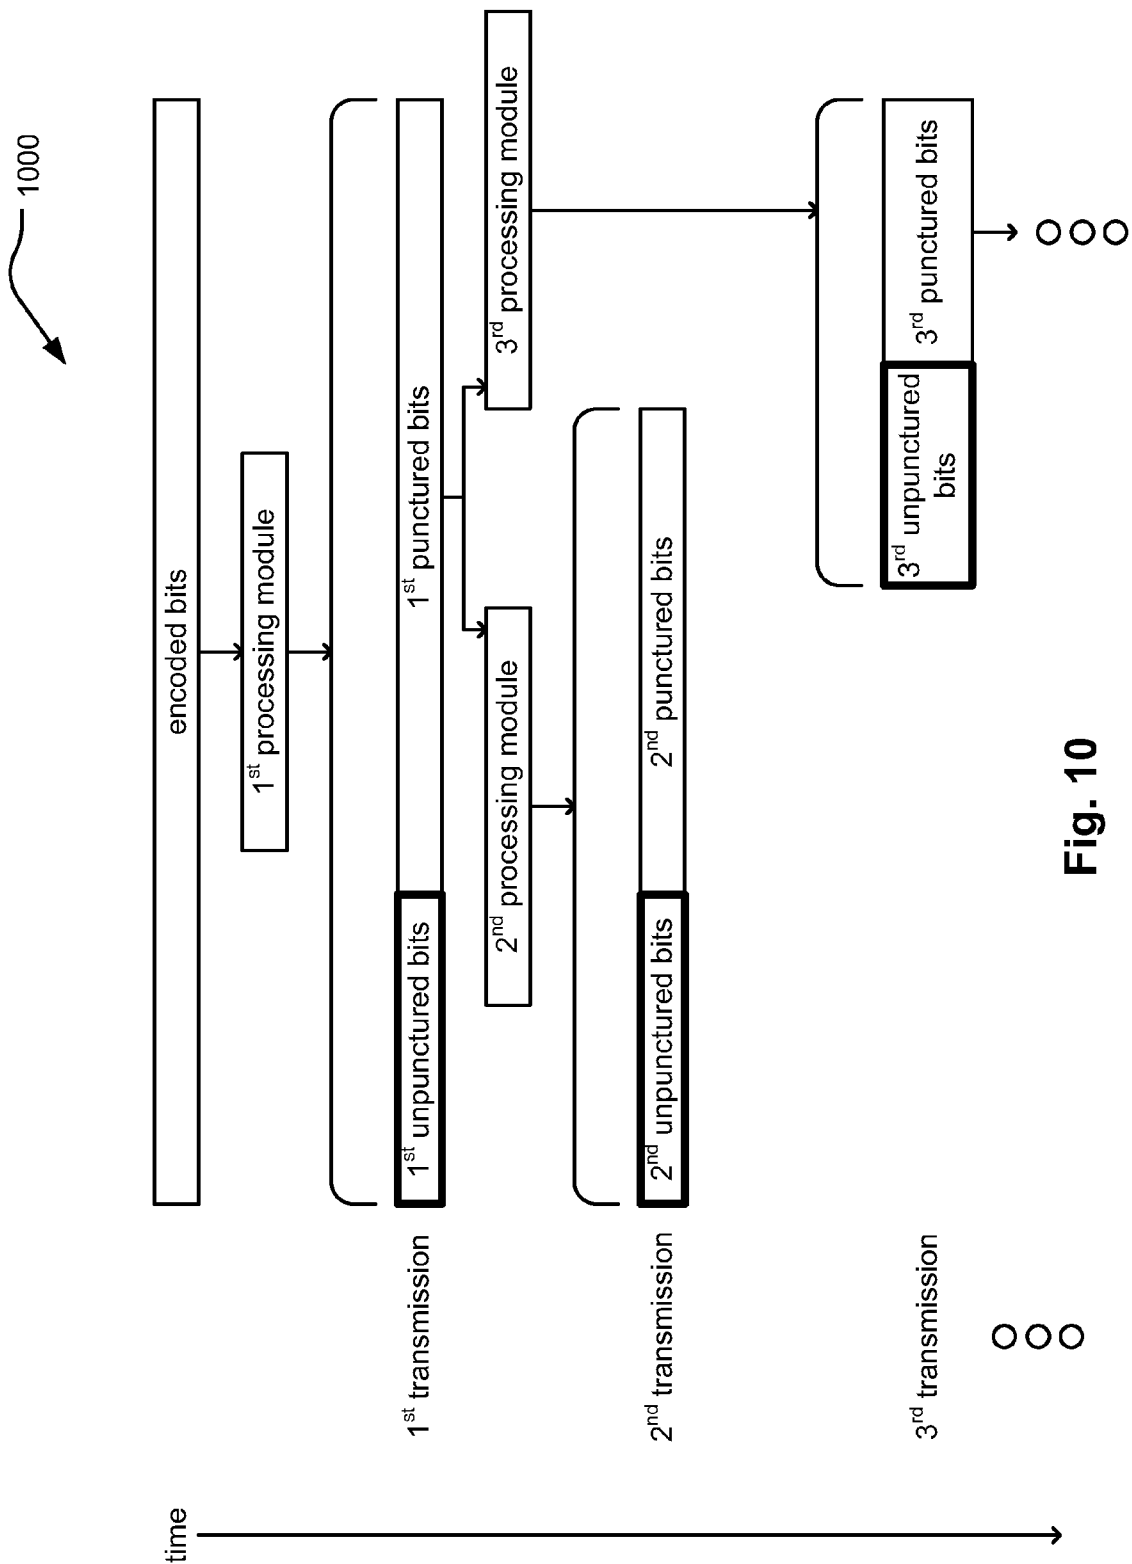 1000
time
encoded bits
1st processing module
1st transmission
1st unpunctured bits
1st punctured bits
2nd processing module
3rd processing module
2nd transmission
2nd unpunctured bits
2nd punctured bits
3rd transmission
3rd unpunctured
bits
3rd punctured bits
Fig. 10